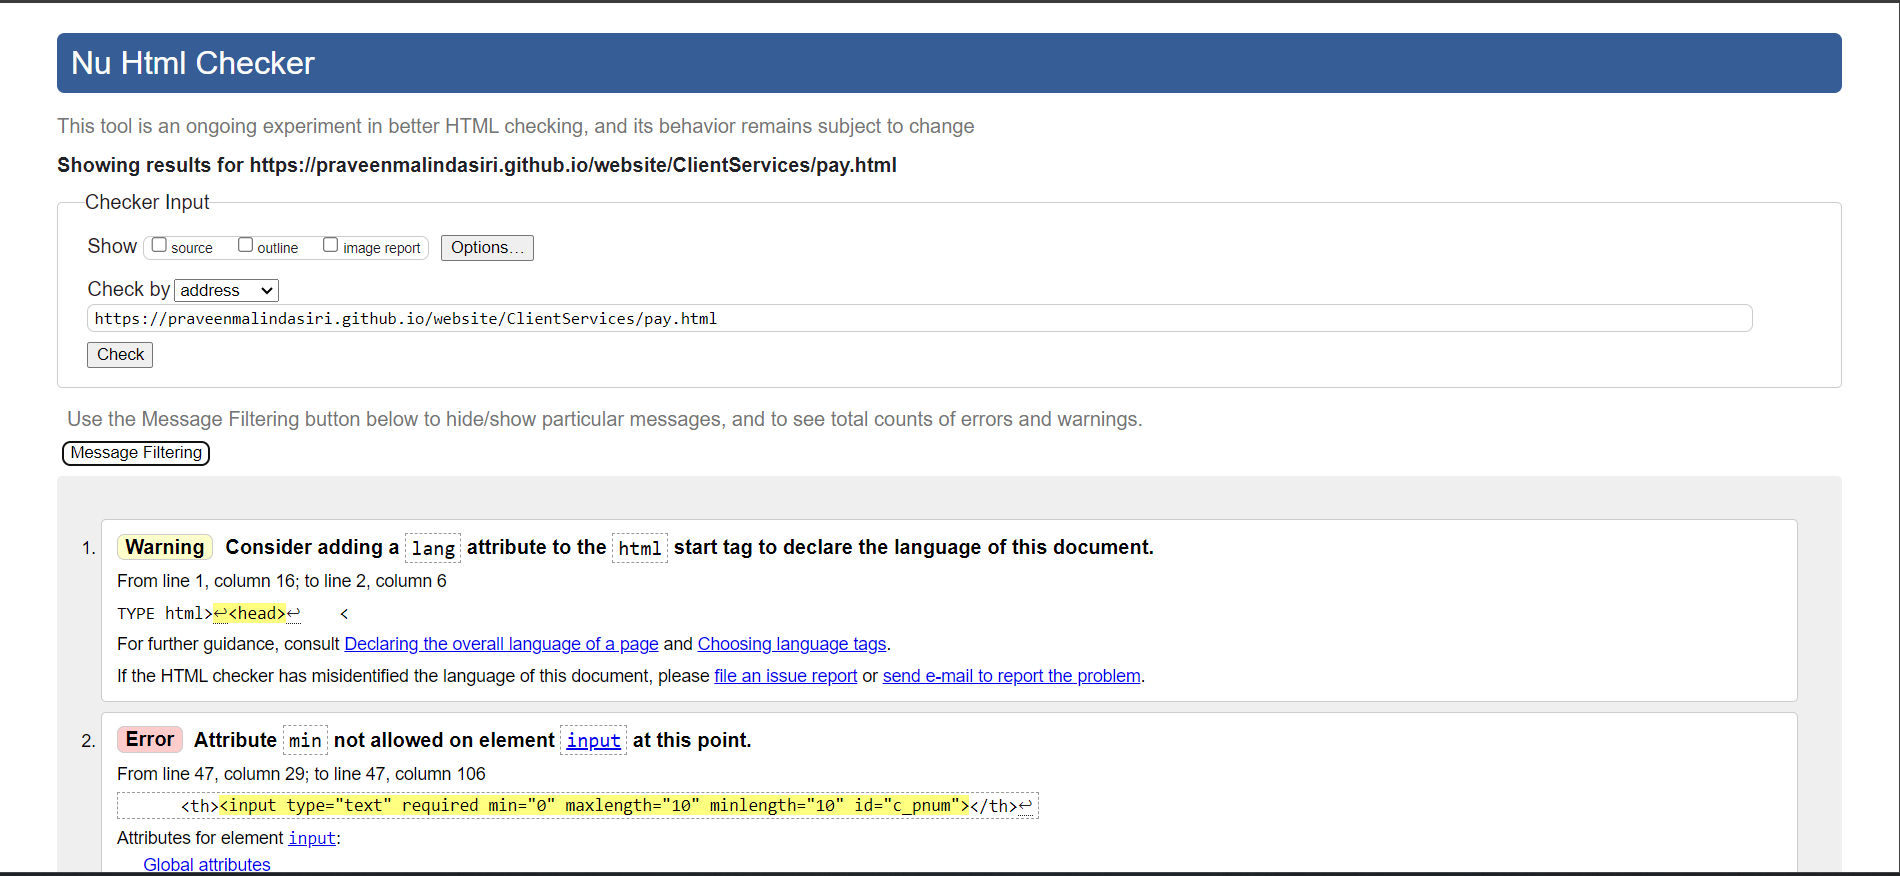 Nu Html Checker
This tool is an ongoing experiment in better HTML checking, and its behavior remains subject to change
Showing results for https://praveenmalindasiri.github.io/website/ClientServices/pay.html
Checker Input
Show source outline image report Options...
Check by address
https://praveenmalindasiri.github.io/website/ClientServices/pay.html
Check
Use the Message Filtering button below to hide/show particular messages, and to see total counts of errors and warnings.
Message Filtering
1. Warning Consider adding a lang attribute to the html start tag to declare the language of this document.
From line 1, column 16; to line 2, column 6
TYPE html>↩<head>↩ <
For further guidance, consult Declaring the overall language of a page and Choosing language tags.
If the HTML checker has misidentified the language of this document, please file an issue report or send e-mail to report the problem.
2. Error Attribute min not allowed on element input at this point.
From line 47, column 29; to line 47, column 106
<th><input type="text" required min="0" maxlength="10" minlength="10" id="c_pnum"></th>↩
Attributes for element input:
Global attributes